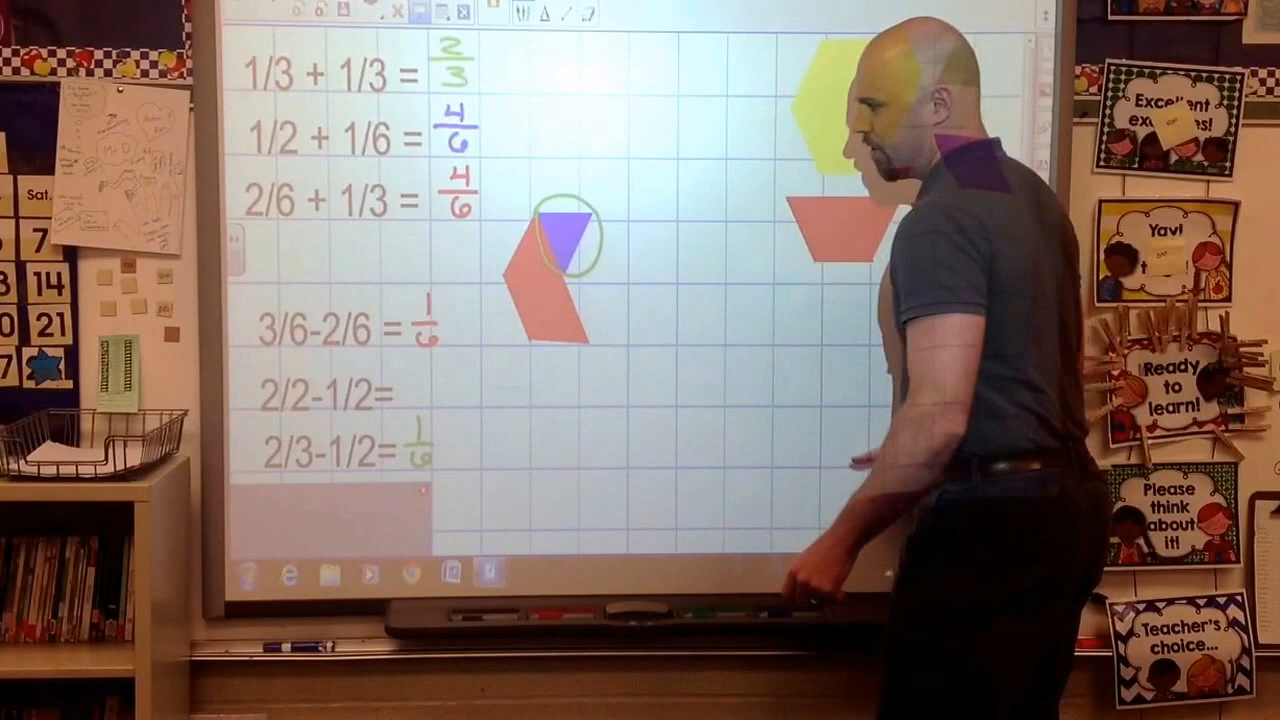 1/3 + 1/3 = 2/3
1/2 + 1/6 = 4/6
2/6 + 1/3 = 4/6
3/6-2/6 = 1/6
2/2-1/2=
2/3-1/2= 1/6
Sat.
7
14
21
Mr D
Excellent
Yay!
Ready
to
learn!
Please
think
about
it!
Teacher's
choice...